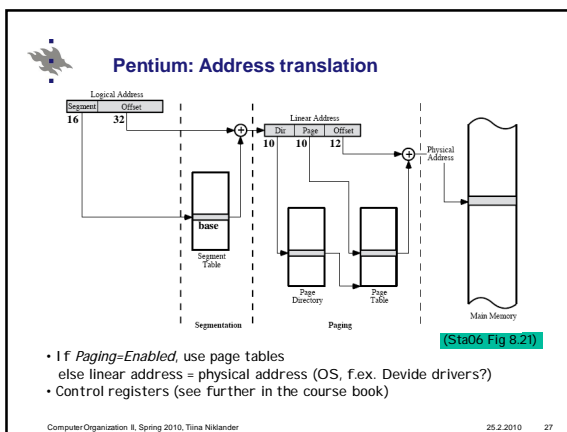 Pentium: Address translation
Logical Address
Segment Offset
16 32
Linear Address
Dir Page Offset
10 10 12
Physical
Address
base
Segment
Table
Page
Directory
Page
Table
Main Memory
Segmentation Paging
(Sta06 Fig 8.21)
• If Paging=Enabled, use page tables
else linear address = physical address (OS, f.ex. Devide drivers?)
• Control registers (see further in the course book)
Computer Organization II, Spring 2010, Tiina Niklander 25.2.2010 27